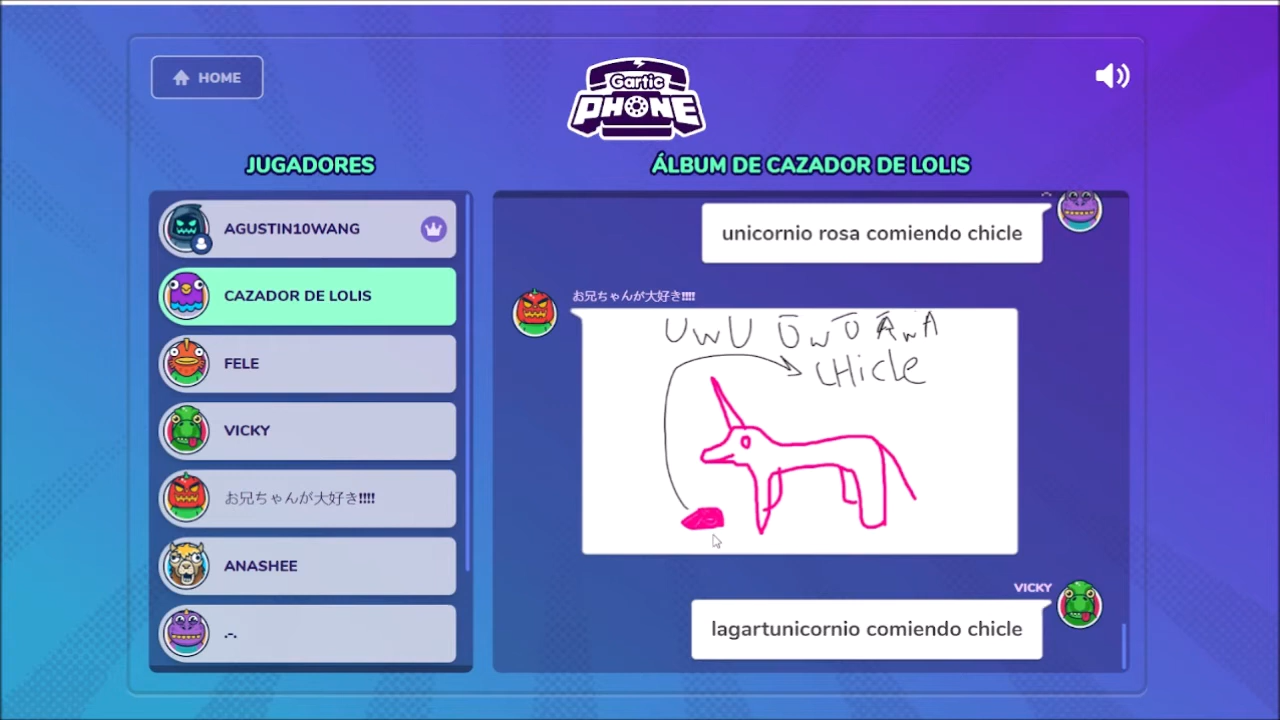 HOME
Gartic
PHONE
JUGADORES
ÁLBUM DE CAZADOR DE LOLIS
AGUSTIN10WANG
CAZADOR DE LOLIS
FELE
VICKY
お兄ちゃんが大好き!!!!
ANASHEE
.-.
unicornio rosa comiendo chicle
お兄ちゃんが大好き!!!!
UwU ŌwŌ ĀwĀ
CHicLE
VICKY
lagartunicornio comiendo chicle